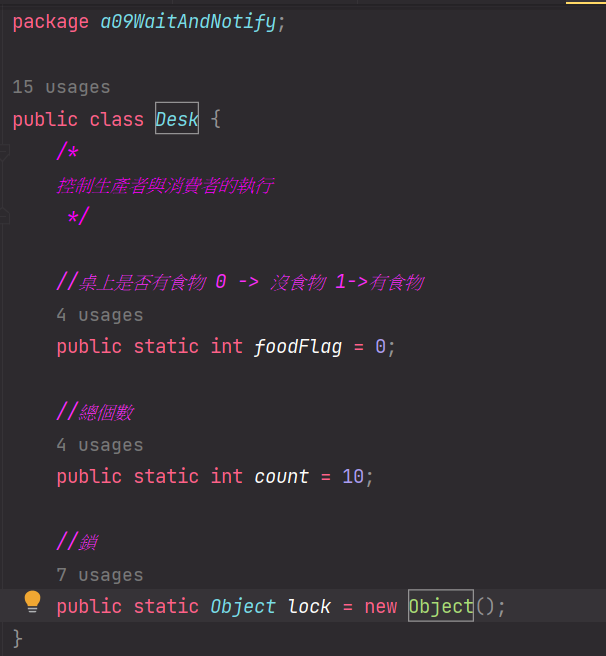 package a09WaitAndNotify;
15 usages
public class Desk {
/*
控制生產者與消費者的執行
*/
//桌上是否有食物 0 -> 沒食物 1->有食物
4 usages
public static int foodFlag = 0;
//總個數
4 usages
public static int count = 10;
//鎖
7 usages
public static Object lock = new Object();
}